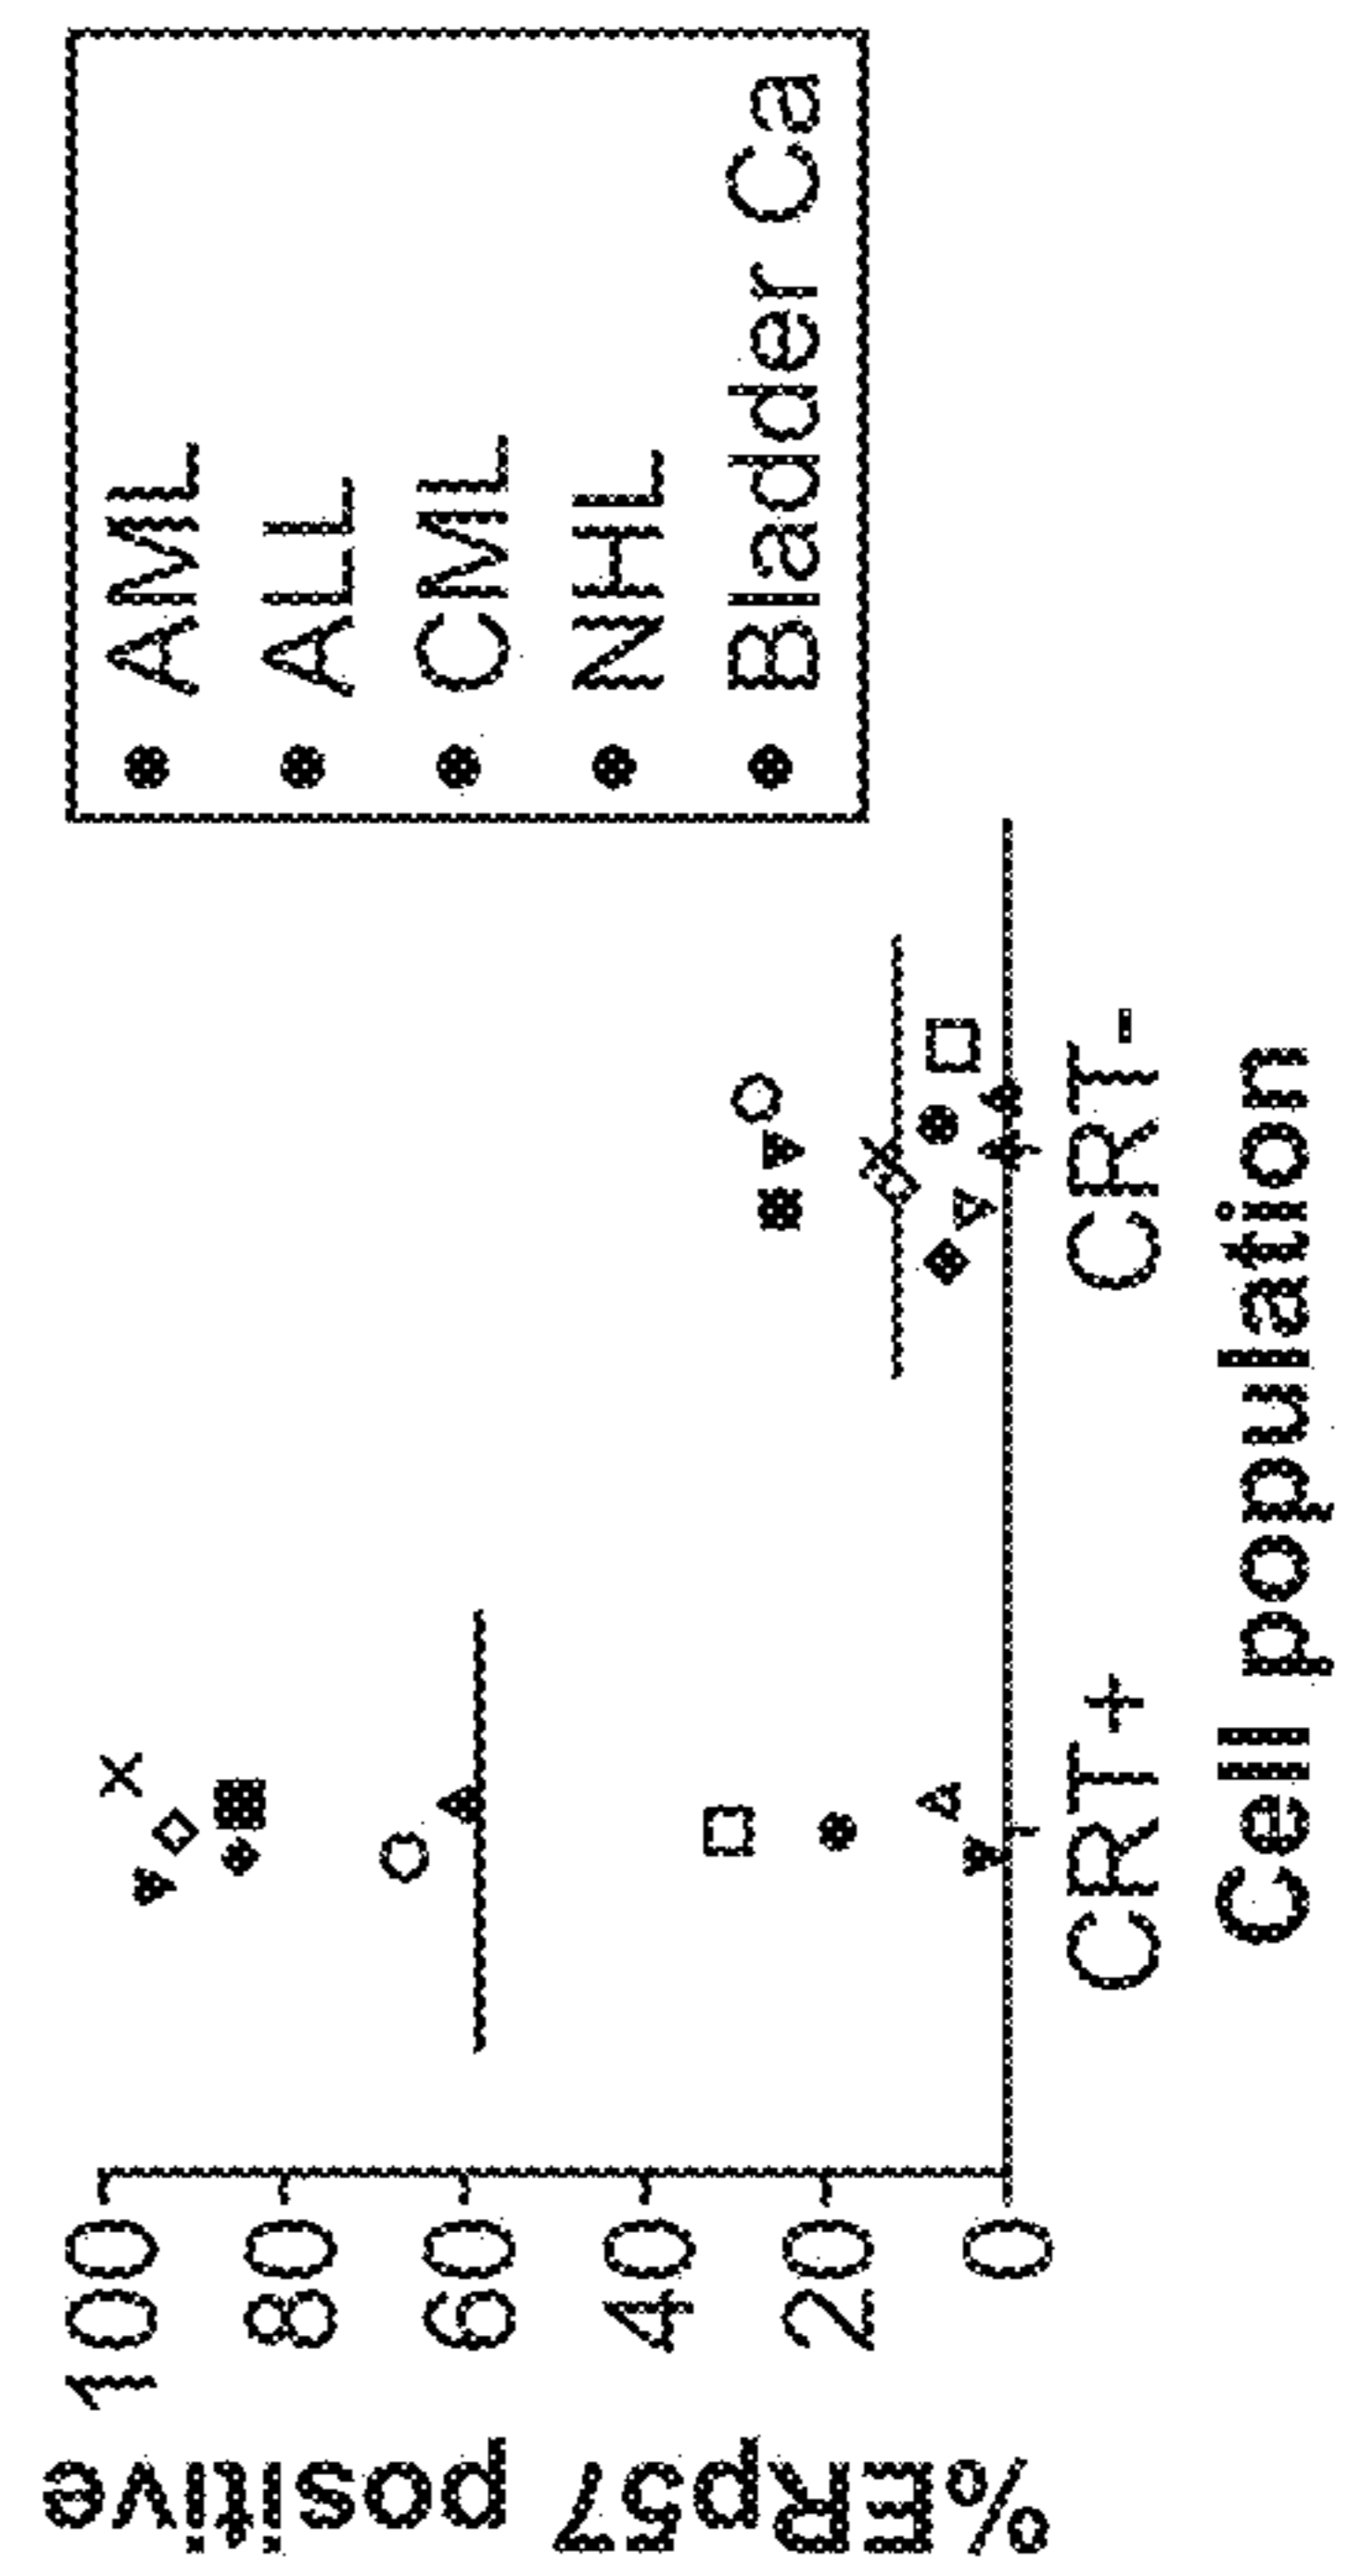 %ERp57 positive
100
80
60
40
20
0
CRT+
CRT-
Cell population
AML
ALL
CML
NHL
Bladder Ca